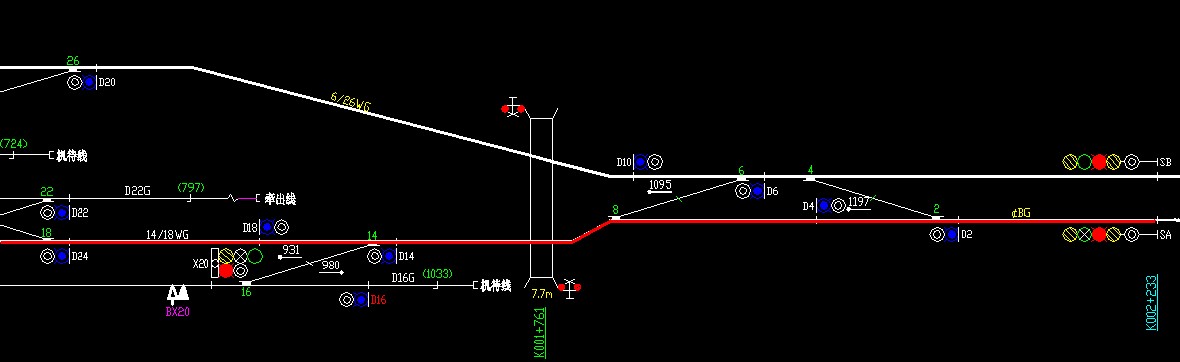 26
D20
6/26WG
(724)
机待线
D10
6
4
SB
1095
D6
22
D22G
(797)
牵出线
D4
1197
D22
8
2
¢BG
D18
18
14/18WG
14
D2
SA
D24
X20
931
980
D14
D16G
(1033)
机待线
16
D16
7.7m
BX20
K001+761
K002+233